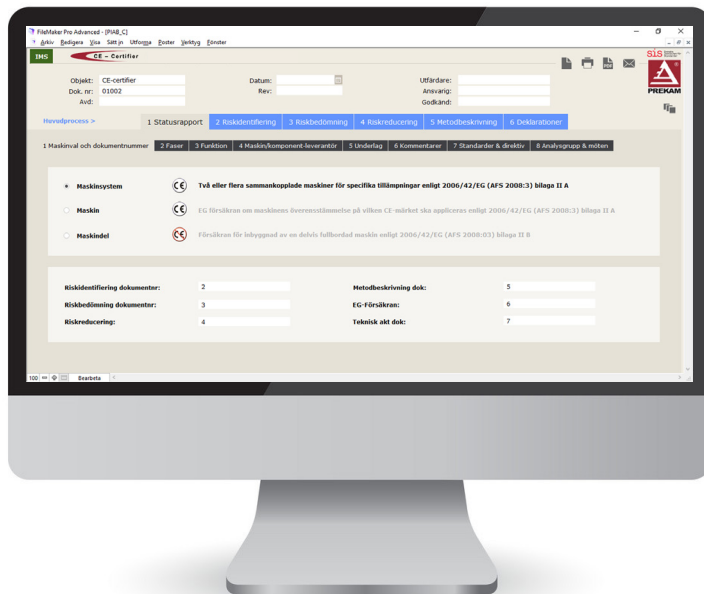 FileMaker Pro Advanced - [PIAB_C]
Arkiv Redigera Visa Sätt in Utforma Poster Verktyg Fönster
IMS CE - Certifier sis
PREKAM
Objekt: CE-certifier Datum: Utfärdare:
Dok. nr: 01002 Rev: Ansvarig:
Avd: Godkänd:
Huvudprocess > 1 Statusrapport 2 Riskidentifiering 3 Riskbedömning 4 Riskreducering 5 Metodbeskrivning 6 Deklarationer
1 Maskinval och dokumentnummer 2 Faser 3 Funktion 4 Maskin/komponent-leverantör 5 Underlag 6 Kommentarer 7 Standarder & direktiv 8 Analysgrupp & möten
Maskinsystem CE Två eller flera sammankopplade maskiner för specifika tillämpningar enligt 2006/42/EG (AFS 2008:3) bilaga II A
Maskin CE EG försäkran om maskinens överensstämmelse på vilken CE-märket ska appliceras enligt 2006/42/EG (AFS 2008:3) bilaga II A
Maskindel CE Försäkran för inbyggnad av en delvis fullbordad maskin enligt 2006/42/EG (AFS 2008:03) bilaga II B
Riskidentifiering dokumentnr: 2 Metodbeskrivning dok: 5
Riskbedömning dokumentnr: 3 EG-Försäkran: 6
Riskreducering: 4 Teknisk akt dok: 7
100 Bearbeta